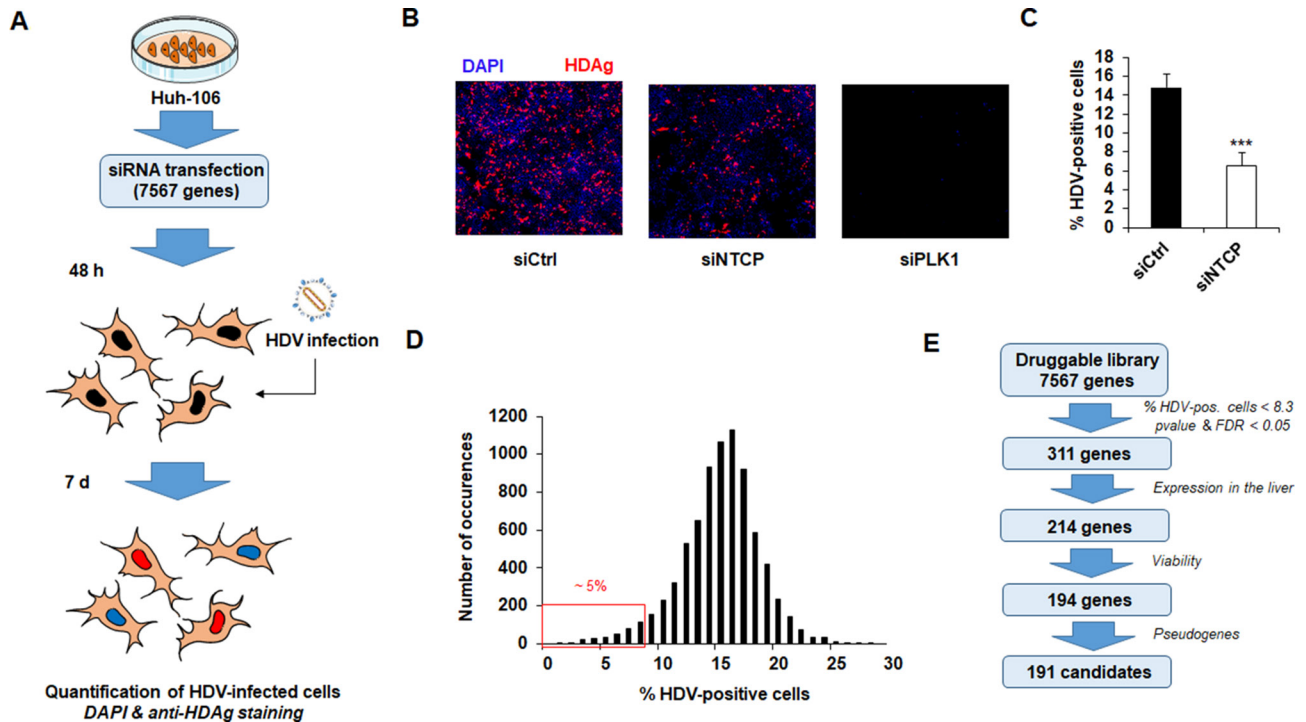 A
Huh-106
siRNA transfection
(7567 genes)
48 h
HDV infection
7 d
Quantification of HDV-infected cells
DAPI & anti-HDAg staining
B
DAPI
HDAg
siCtrl
siNTCP
siPLK1
C
% HDV-positive cells
18
16
14
12
10
8
6
4
2
0
***
siCtrl
siNTCP
D
Number of occurences
1200
1000
800
600
400
200
0
~ 5%
0
5
10
15
20
25
30
% HDV-positive cells
E
Druggable library
7567 genes
% HDV-pos. cells < 8.3
pvalue & FDR < 0.05
311 genes
Expression in the liver
214 genes
Viability
194 genes
Pseudogenes
191 candidates